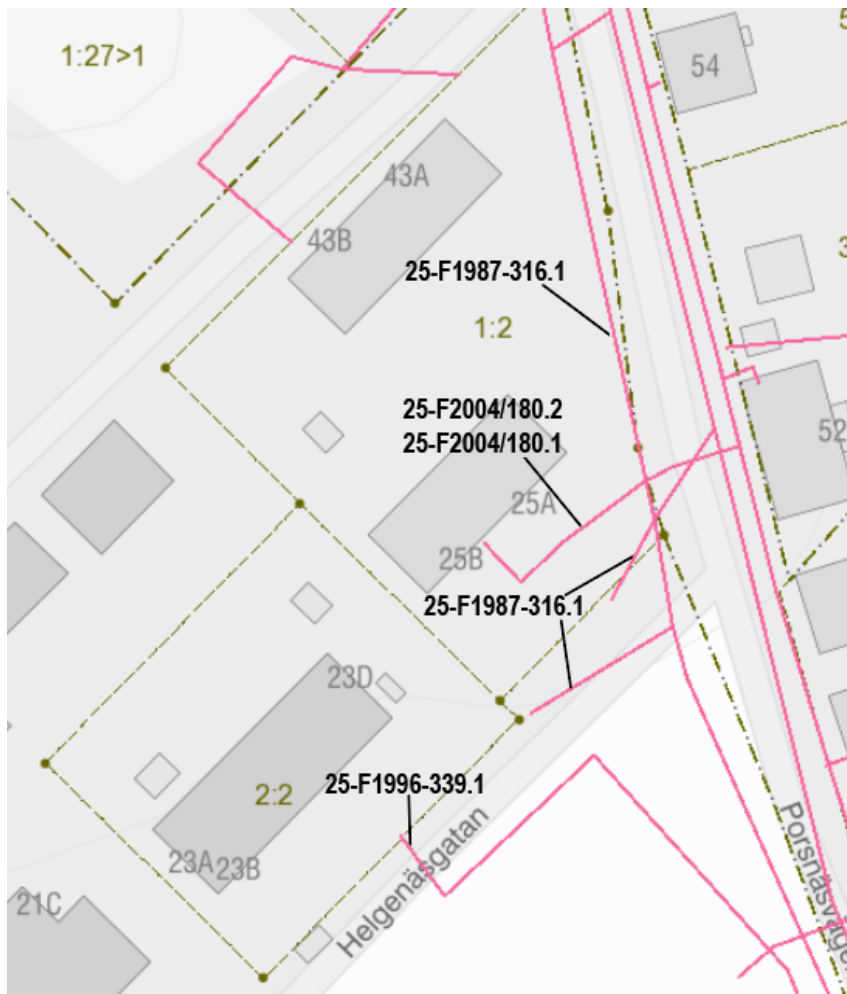 1:27>1
54
43A
43B
25-F1987-316.1
1:2
25-F2004/180.2
25-F2004/180.1
52
25A
25B
25-F1987-316.1
23D
2:2
25-F1996-339.1
23A
23B
21C
Helgenäsgatan